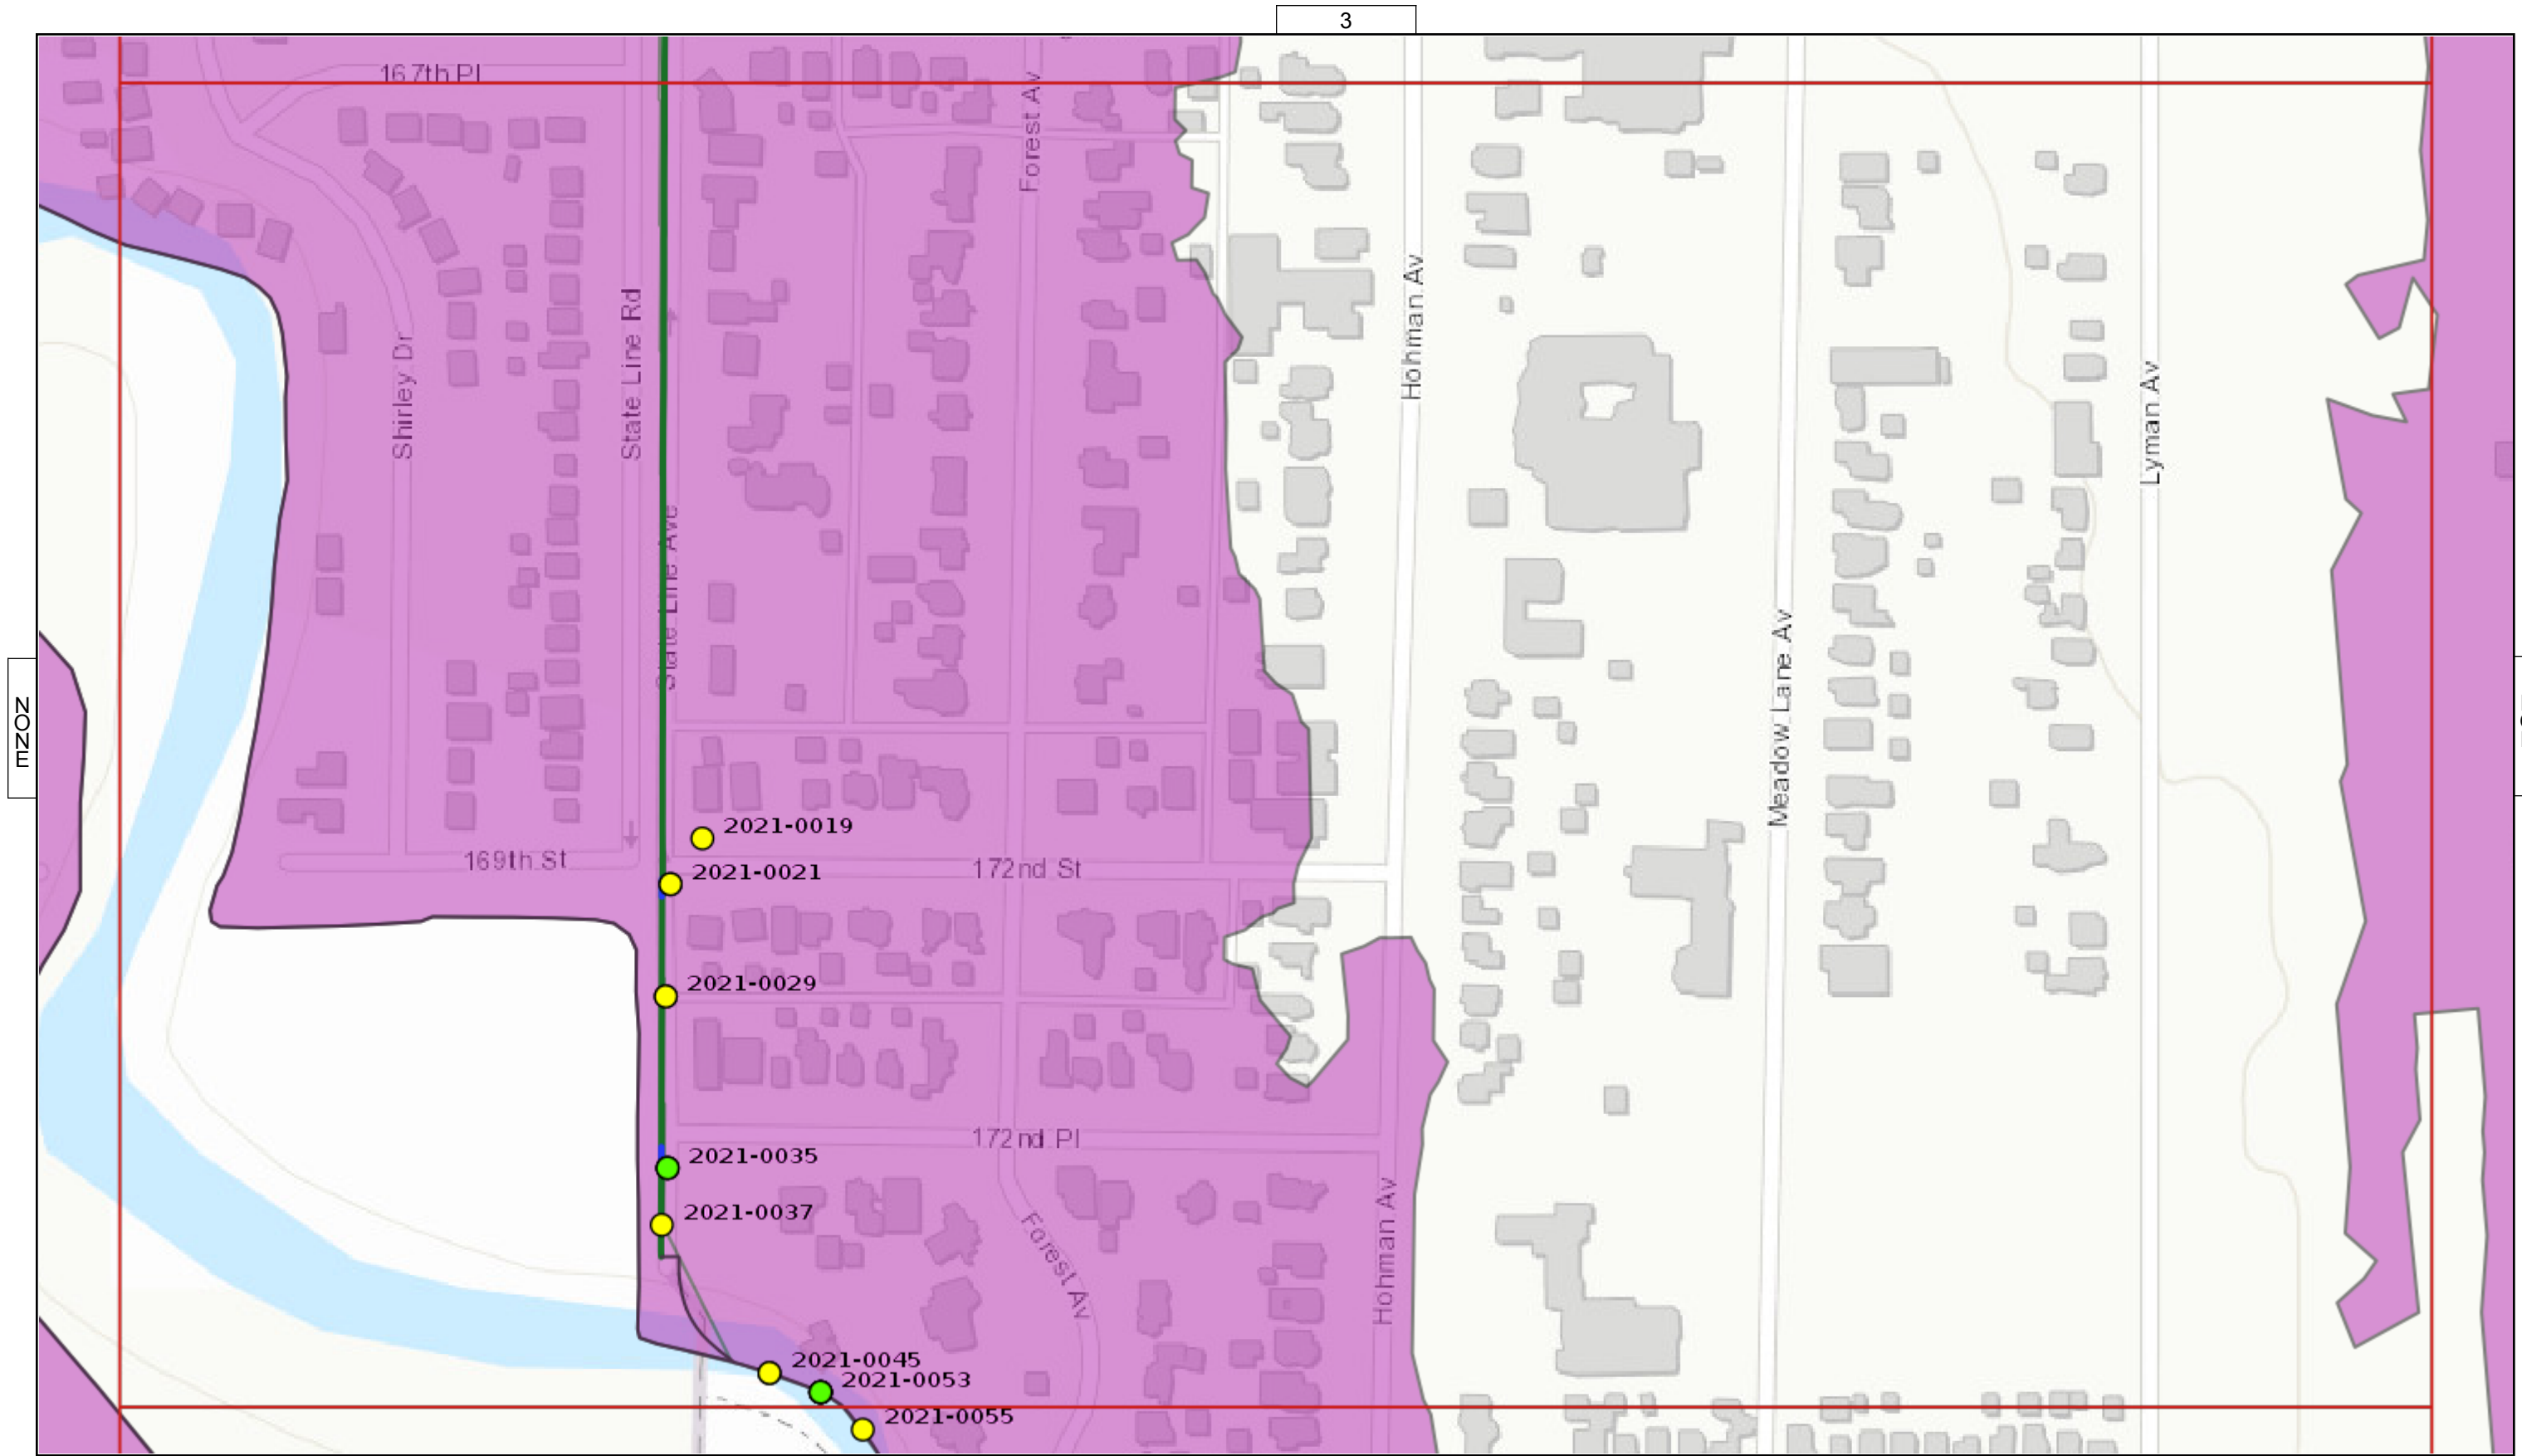 3
167th Pl
Forest Av
Hohman Av
State Line Rd
Shirley Dr
Lyman Av
State Line Ave
Meadow Lane Av
NONE
2021-0019
169th St
2021-0021
172nd St
2021-0029
172nd Pl
2021-0035
2021-0037
Forest Av
Hohman Av
2021-0045
2021-0053
2021-0055